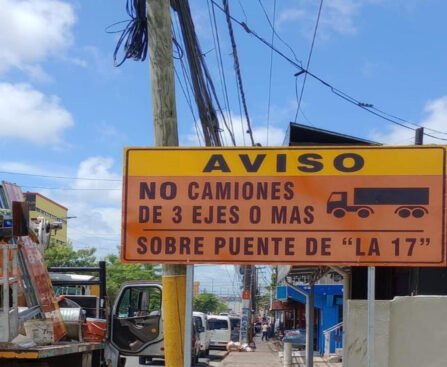 AVISO
NO CAMIONES
DE 3 EJES O MAS
SOBRE PUENTE DE "LA 17"